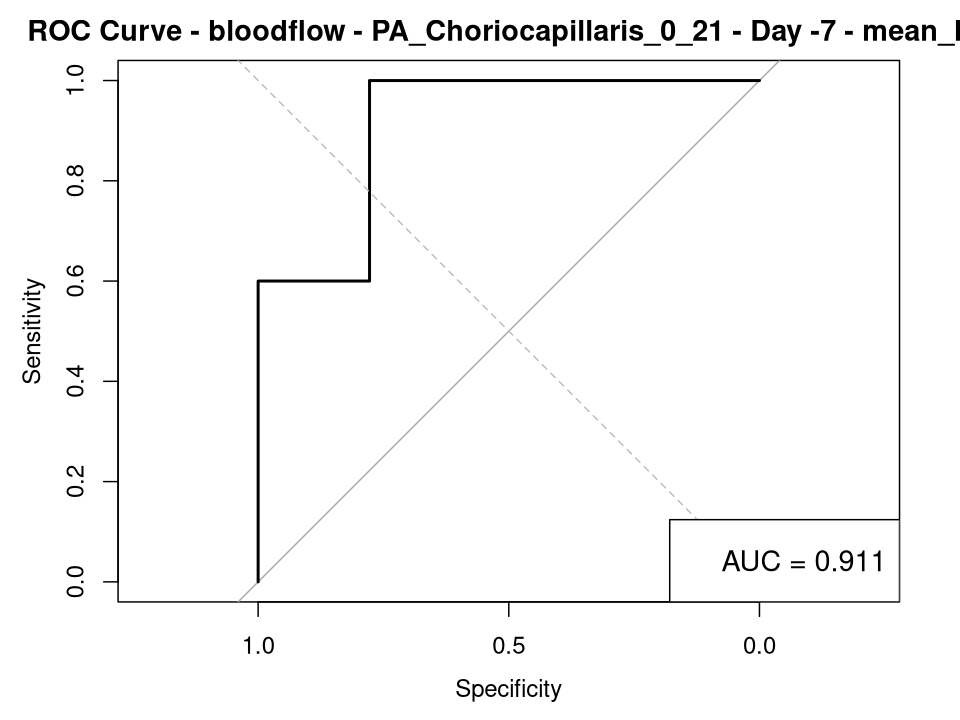 ROC Curve - bloodflow - PA_Choriocapillaris_0_21 - Day -7 - mean_
1.0
0.8
0.6
0.4
0.2
0.0
Sensitivity
AUC = 0.911
1.0 0.5 0.0
Specificity